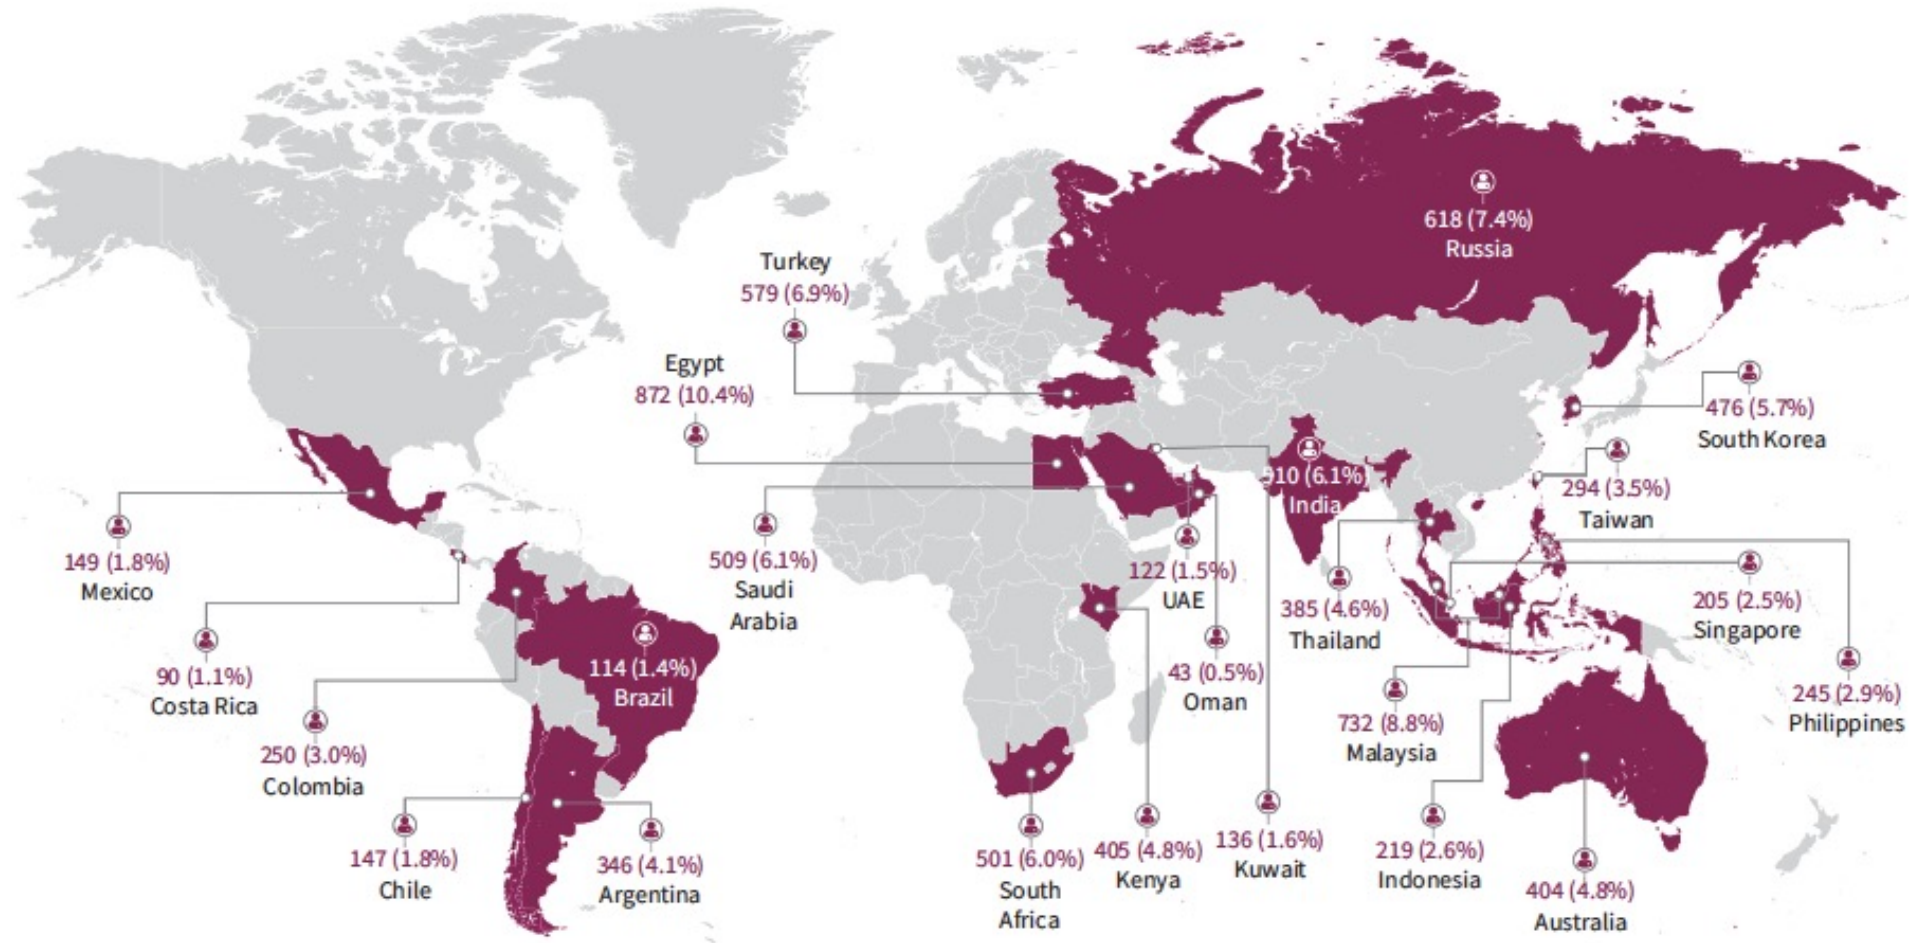 618 (7.4%)
Russia
Turkey
579 (6.9%)
Egypt
872 (10.4%)
476 (5.7%)
South Korea
910 (6.1%)
India
294 (3.5%)
Taiwan
149 (1.8%)
Mexico
509 (6.1%)
Saudi
Arabia
122 (1.5%)
UAE
385 (4.6%)
Thailand
205 (2.5%)
Singapore
90 (1.1%)
Costa Rica
114 (1.4%)
Brazil
43 (0.5%)
Oman
245 (2.9%)
Philippines
250 (3.0%)
Colombia
732 (8.8%)
Malaysia
147 (1.8%)
Chile
346 (4.1%)
Argentina
501 (6.0%)
South
Africa
405 (4.8%)
Kenya
136 (1.6%)
Kuwait
219 (2.6%)
Indonesia
404 (4.8%)
Australia